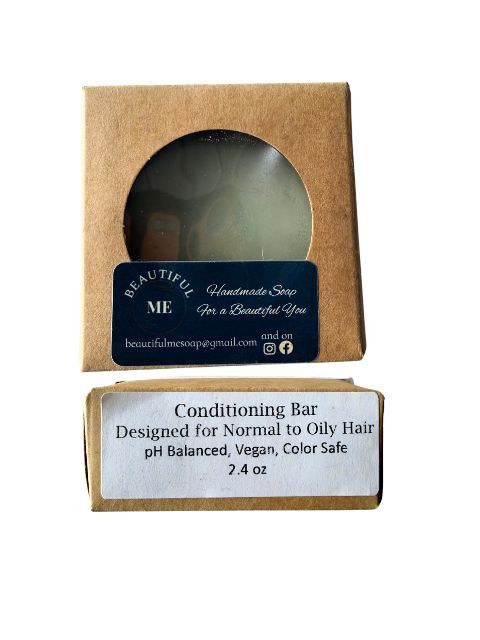 BEAUTIFUL
ME
Handmade Soap
For a Beautiful You
beautifulmesoap@gmail.com
and on
Conditioning Bar
Designed for Normal to Oily Hair
pH Balanced, Vegan, Color Safe
2.4 oz